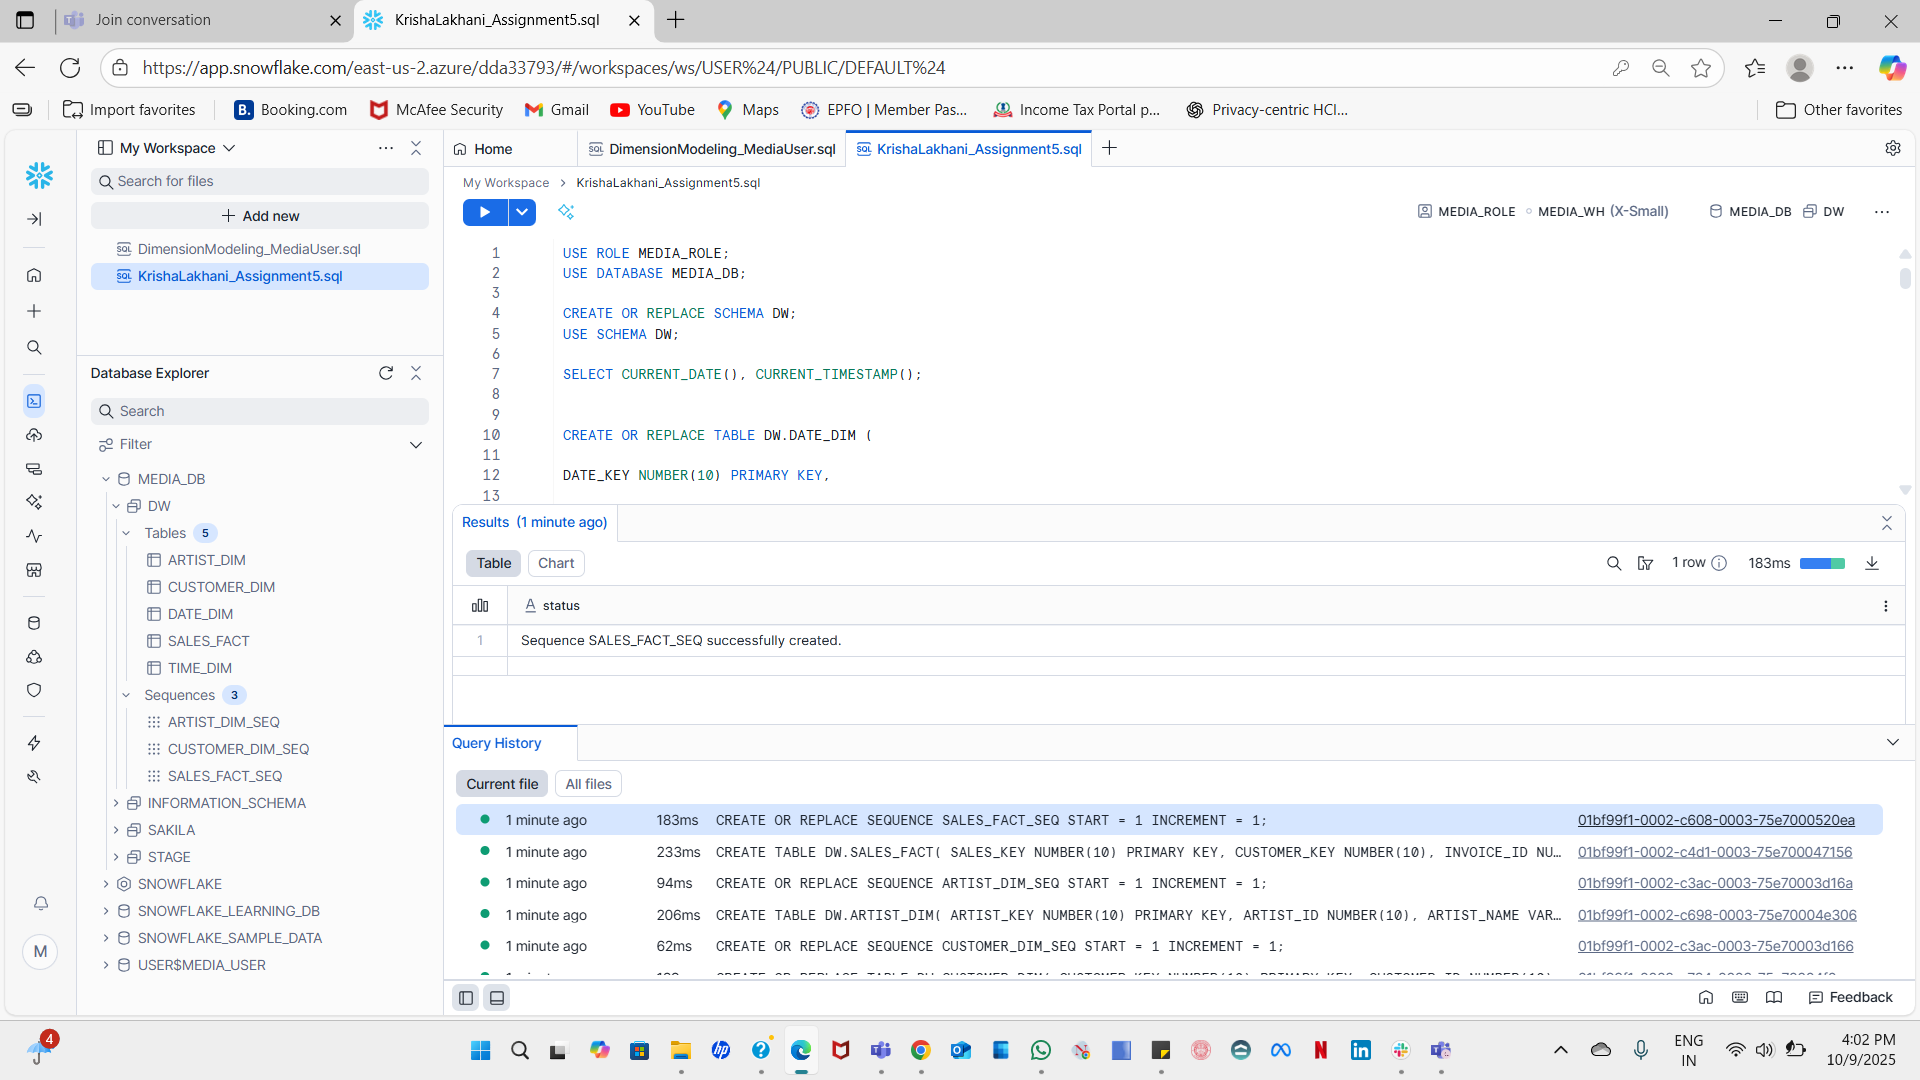 Join conversation
KrishaLakhani_Assignment5.sql
https://app.snowflake.com/east-us-2.azure/dda33793/#/workspaces/ws/USER%24/PUBLIC/DEFAULT%24
Import favorites
B.
Booking.com
McAfee Security
Gmail
YouTube
Maps
EPFO | Member Pas...
Income Tax Portal p...
Privacy-centric HCI...
Other favorites
My Workspace
Search for files
Add new
SQL DimensionModeling_MediaUser.sql
SQL KrishaLakhani_Assignment5.sql
Database Explorer
Search
Filter
MEDIA_DB
DW
Tables 5
ARTIST_DIM
CUSTOMER_DIM
DATE_DIM
SALES_FACT
TIME_DIM
Sequences 3
ARTIST_DIM_SEQ
CUSTOMER_DIM_SEQ
SALES_FACT_SEQ
INFORMATION_SCHEMA
SAKILA
STAGE
SNOWFLAKE
SNOWFLAKE_LEARNING_DB
SNOWFLAKE_SAMPLE_DATA
USER$MEDIA_USER
M
Home
SQL DimensionModeling_MediaUser.sql
SQL KrishaLakhani_Assignment5.sql
My Workspace > KrishaLakhani_Assignment5.sql
MEDIA_ROLE MEDIA_WH (X-Small) MEDIA_DB DW
1 USE ROLE MEDIA_ROLE;
2 USE DATABASE MEDIA_DB;
3
4 CREATE OR REPLACE SCHEMA DW;
5 USE SCHEMA DW;
6
7 SELECT CURRENT_DATE(), CURRENT_TIMESTAMP();
8
9
10 CREATE OR REPLACE TABLE DW.DATE_DIM (
11
12 DATE_KEY NUMBER(10) PRIMARY KEY,
13
Results (1 minute ago)
Table Chart
1 row 183ms
A status
1 Sequence SALES_FACT_SEQ successfully created.
Query History
Current file All files
1 minute ago 183ms CREATE OR REPLACE SEQUENCE SALES_FACT_SEQ START = 1 INCREMENT = 1; 01bf99f1-0002-c608-0003-75e7000520ea
1 minute ago 233ms CREATE TABLE DW.SALES_FACT( SALES_KEY NUMBER(10) PRIMARY KEY, CUSTOMER_KEY NUMBER(10), INVOICE_ID NU... 01bf99f1-0002-c4d1-0003-75e700047156
1 minute ago 94ms CREATE OR REPLACE SEQUENCE ARTIST_DIM_SEQ START = 1 INCREMENT = 1; 01bf99f1-0002-c3ac-0003-75e70003d16a
1 minute ago 206ms CREATE TABLE DW.ARTIST_DIM( ARTIST_KEY NUMBER(10) PRIMARY KEY, ARTIST_ID NUMBER(10), ARTIST_NAME VAR... 01bf99f1-0002-c698-0003-75e70004e306
1 minute ago 62ms CREATE OR REPLACE SEQUENCE CUSTOMER_DIM_SEQ START = 1 INCREMENT = 1; 01bf99f1-0002-c3ac-0003-75e70003d166
Feedback
4
ENG
IN
4:02 PM
10/9/2025